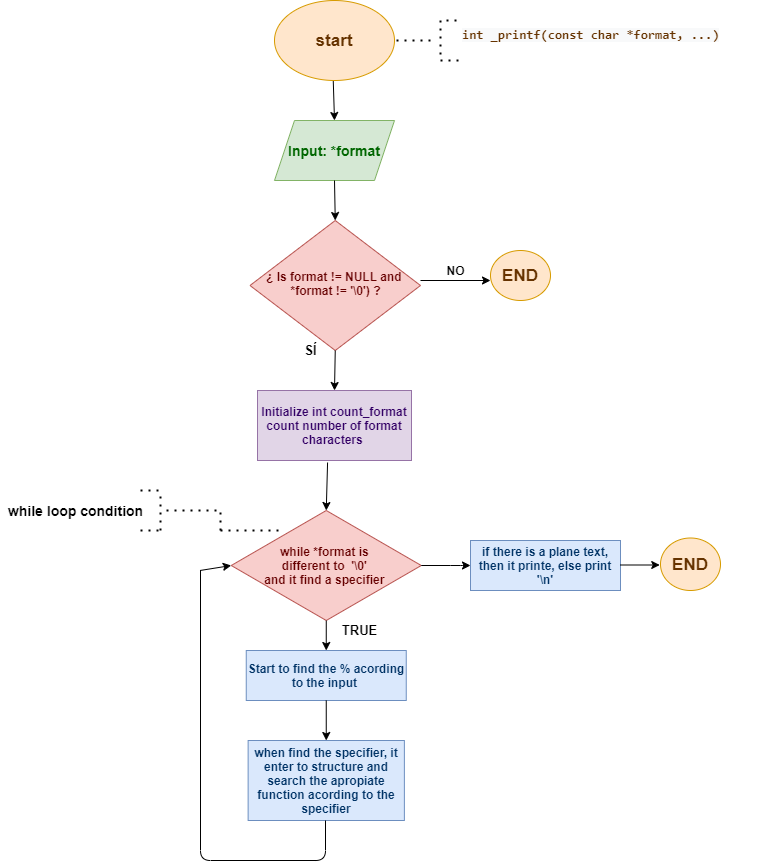 start
int _printf(const char *format, ...)
Input: *format
¿ Is format != NULL and
*format != '\0') ?
NO
END
SÍ
Initialize int count_format
count number of format
characters
while loop condition
while *format is
different to '\0'
and it find a specifier
if there is a plane text,
then it printe, else print
'\n'
END
TRUE
Start to find the % acording
to the input
when find the specifier, it
enter to structure and
search the apropiate
function acording to the
specifier